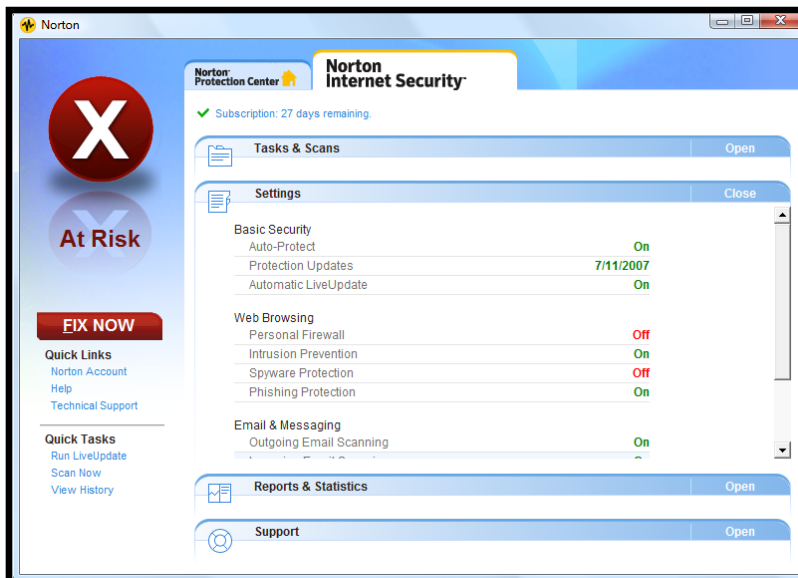 Norton
Norton
Protection Center
Norton
Internet Security
Subscription: 27 days remaining.
X
At Risk
FIX NOW
Quick Links
Norton Account
Help
Technical Support
Quick Tasks
Run LiveUpdate
Scan Now
View History
Tasks & Scans Open
Settings Close
Basic Security
Auto-Protect On
Protection Updates 7/11/2007
Automatic LiveUpdate On
Web Browsing
Personal Firewall Off
Intrusion Prevention On
Spyware Protection Off
Phishing Protection On
Email & Messaging
Outgoing Email Scanning On
Reports & Statistics Open
Support Open